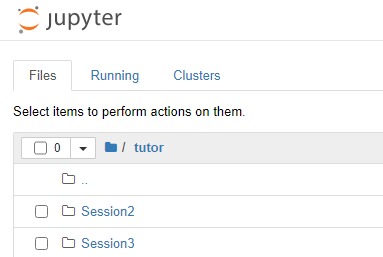 jupyter
Files Running Clusters
Select items to perform actions on them.
0 / tutor
..
Session2
Session3